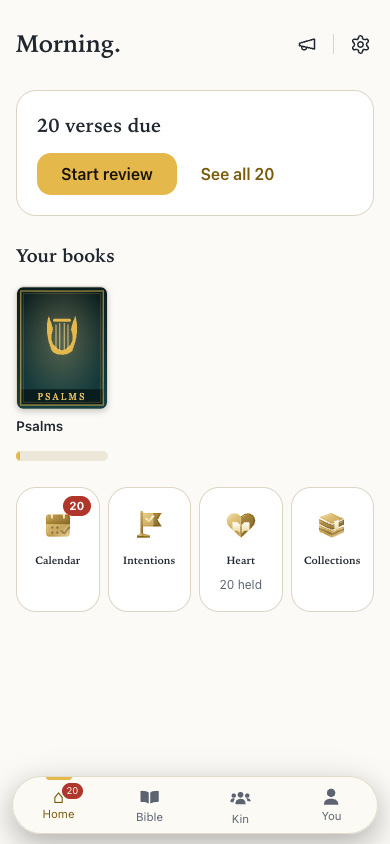 Morning.
20 verses due
Start review
See all 20
Your books
PSALMS
Psalms
20
Calendar
Intentions
Heart
20 held
Collections
20
Home
Bible
Kin
You